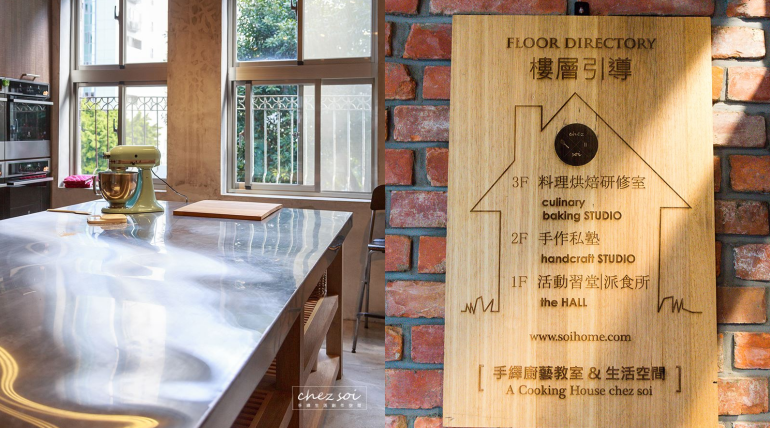 FLOOR DIRECTORY
樓層引導
3F 料理烘焙研修室
culinary
baking STUDIO
2F 手作私塾
handcraft STUDIO
1F 活動習堂|派食所
the HALL
www.soihome.com
[ 手繹廚藝教室 & 生活空間 ]
A Cooking House chez soi
chez soi